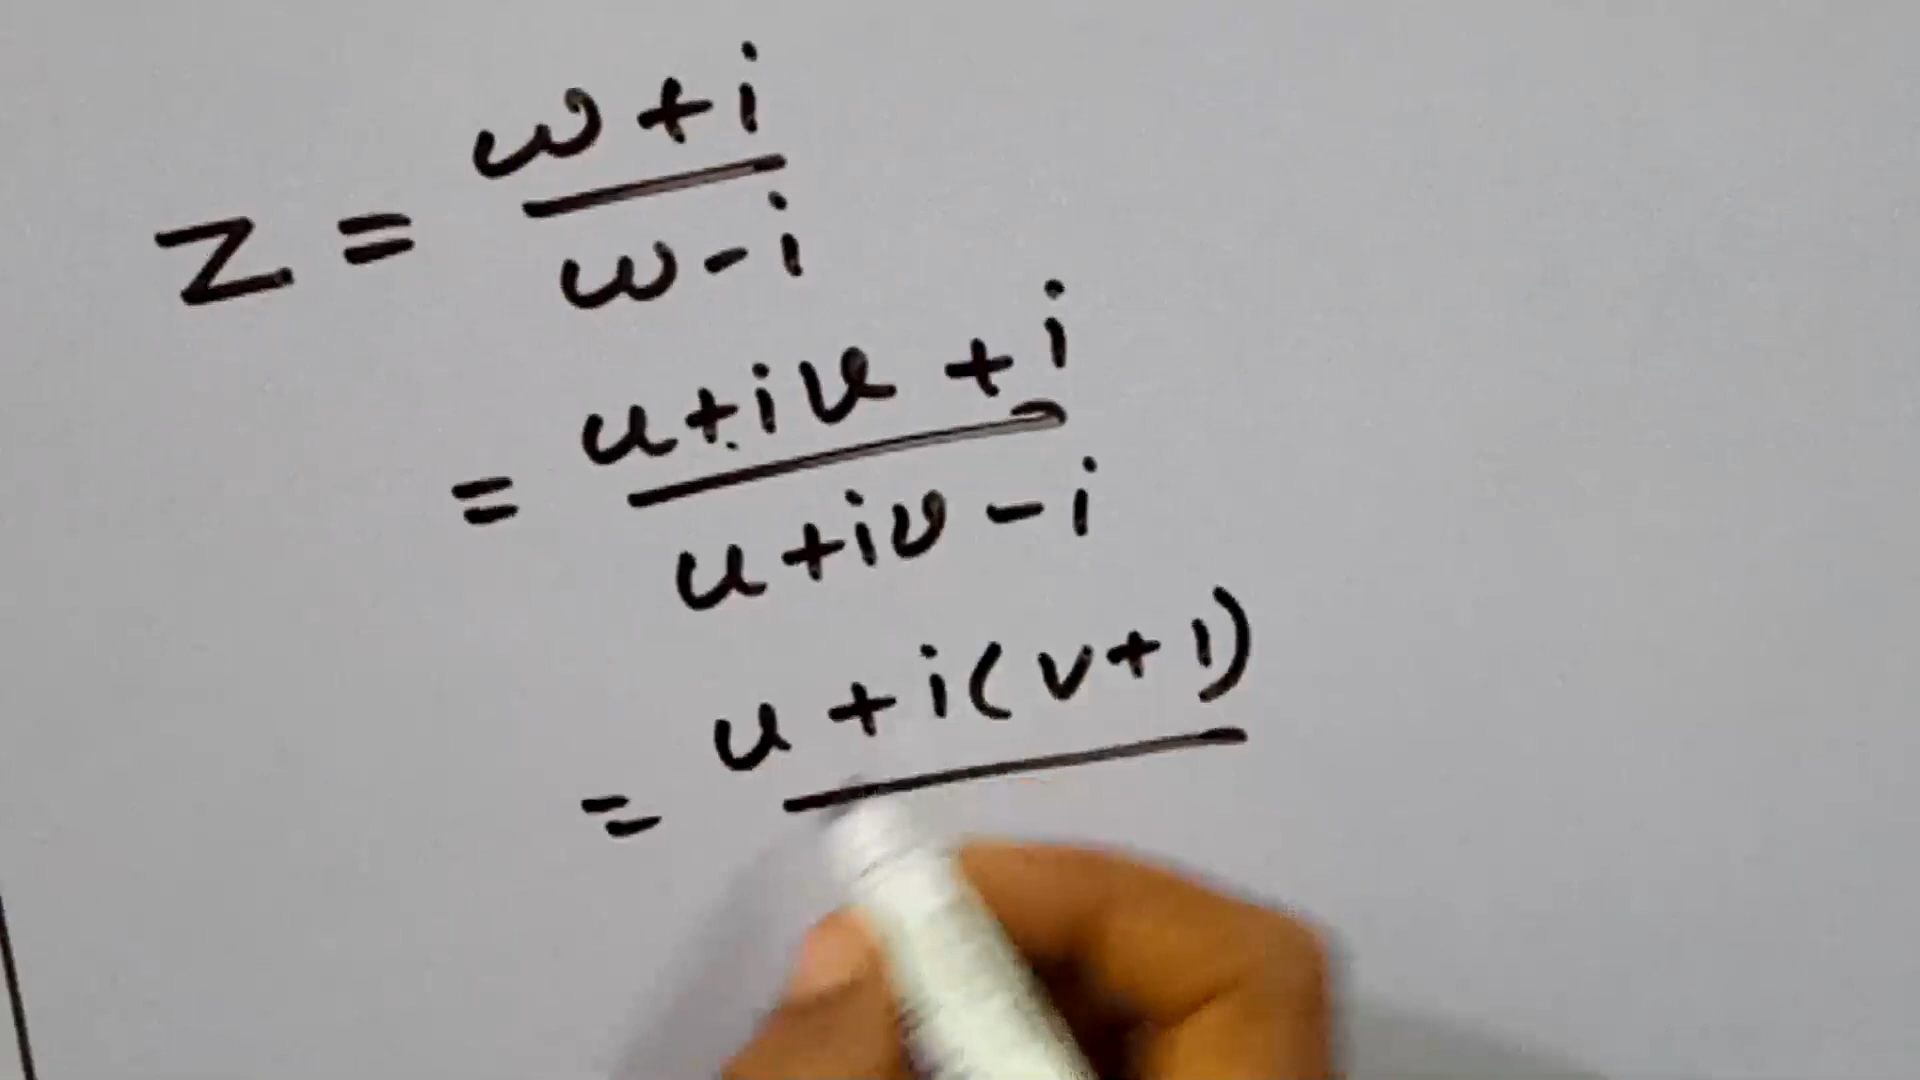 z = w+i
w-i
= u+iv+i
u+iv-i
= u+i(v+1)